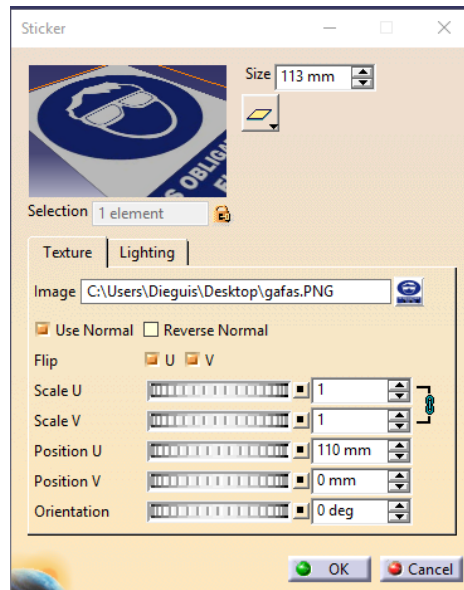 Sticker
Size 113 mm
S OBLIGA
E
Selection 1 element
Texture Lighting
Image C:\Users\Dieguis\Desktop\gafas.PNG
Use Normal Reverse Normal
Flip U V
Scale U 1
Scale V 1
Position U 110 mm
Position V 0 mm
Orientation 0 deg
OK Cancel